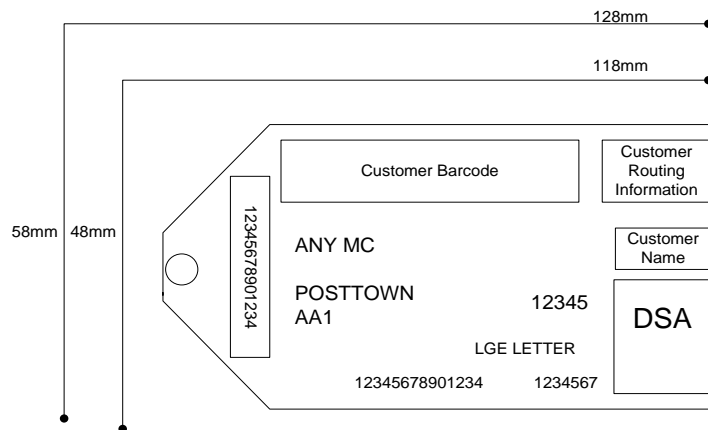 128mm
118mm
58mm
48mm
Customer Barcode
Customer
Routing
Information
12345678901234
ANY MC
Customer
Name
POSTTOWN
AA1
12345
DSA
LGE LETTER
12345678901234
1234567